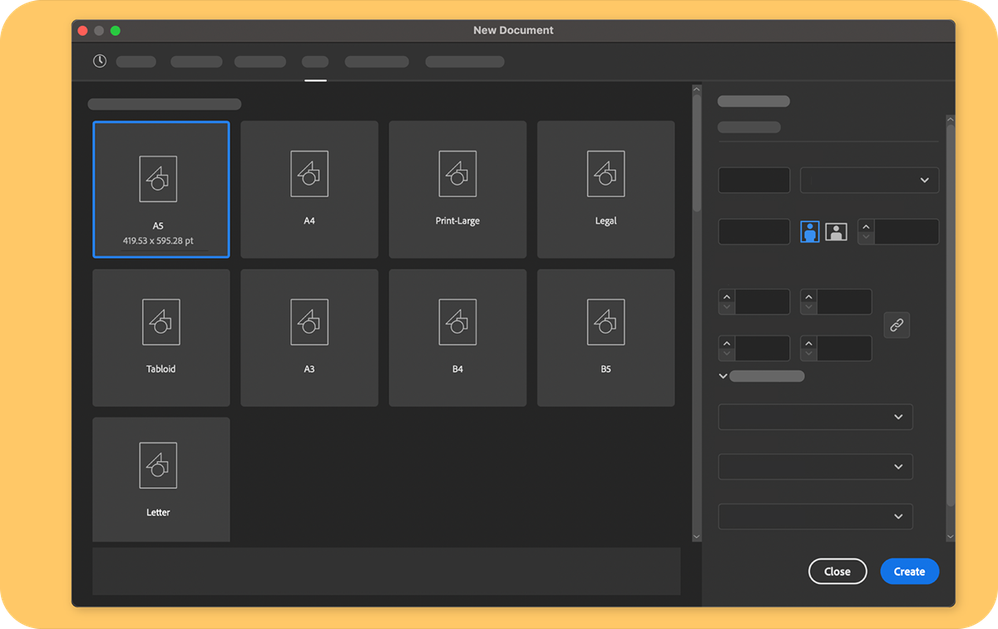 New Document
A5
419.53 x 595.28 pt
A4
Print-Large
Legal
Tabloid
A3
B4
B5
Letter
Close
Create